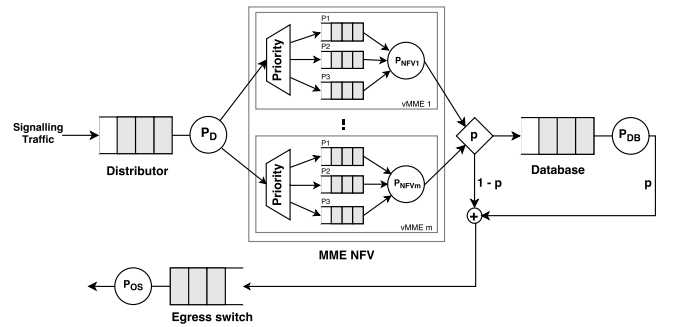 Signalling
Traffic
Distributor
P_D
Priority
P1
P2
P3
P_NFV1
vMME 1
Priority
P1
P2
P3
P_NFVm
vMME m
MME NFV
p
1 - p
Database
P_DB
p
+
P_OS
Egress switch